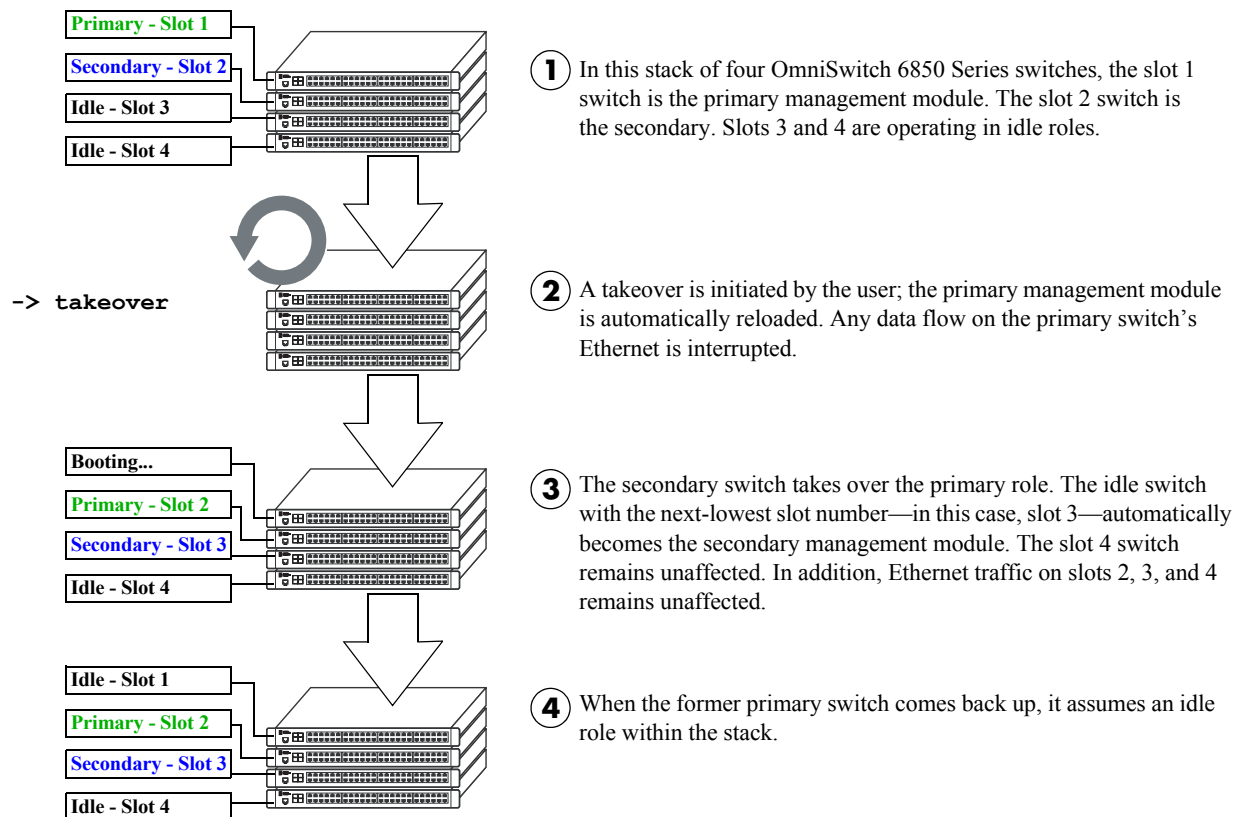 Primary - Slot 1
Secondary - Slot 2
Idle - Slot 3
Idle - Slot 4
1 In this stack of four OmniSwitch 6850 Series switches, the slot 1
switch is the primary management module. The slot 2 switch is
the secondary. Slots 3 and 4 are operating in idle roles.
-> takeover
2 A takeover is initiated by the user; the primary management module
is automatically reloaded. Any data flow on the primary switch’s
Ethernet is interrupted.
Booting...
Primary - Slot 2
Secondary - Slot 3
Idle - Slot 4
3 The secondary switch takes over the primary role. The idle switch
with the next-lowest slot number—in this case, slot 3—automatically
becomes the secondary management module. The slot 4 switch
remains unaffected. In addition, Ethernet traffic on slots 2, 3, and 4
remains unaffected.
Idle - Slot 1
Primary - Slot 2
Secondary - Slot 3
Idle - Slot 4
4 When the former primary switch comes back up, it assumes an idle
role within the stack.